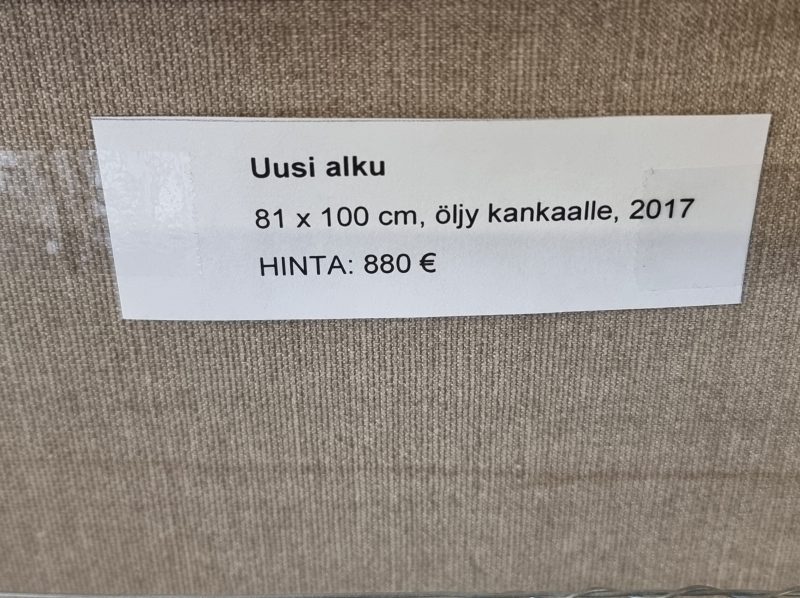 Uusi alku
81 x 100 cm, öljy kankaalle, 2017
HINTA: 880 €